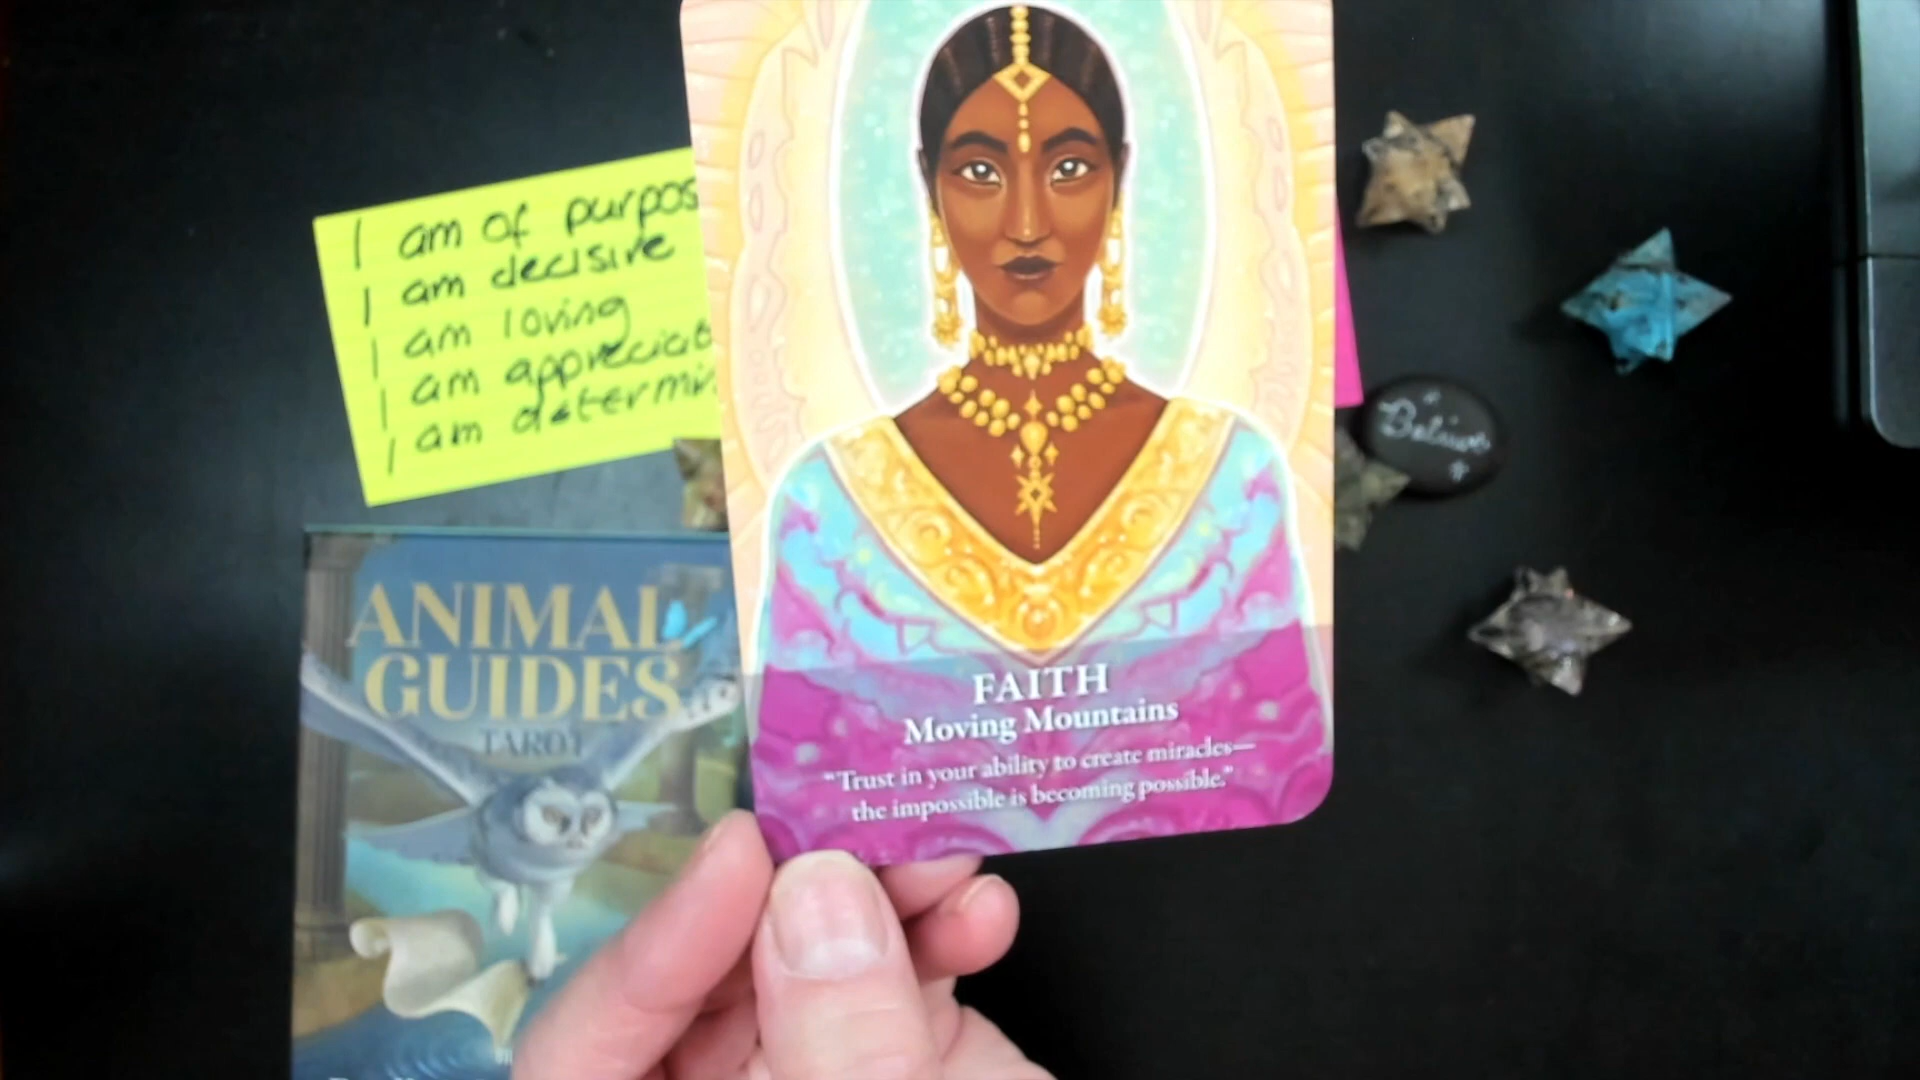 I am of purpos
I am decisive
I am loving
I am appreciat
I am determin
Believe
ANIMAL
GUIDES
TAROT
FAITH
Moving Mountains
“Trust in your ability to create miracles—
the impossible is becoming possible.”